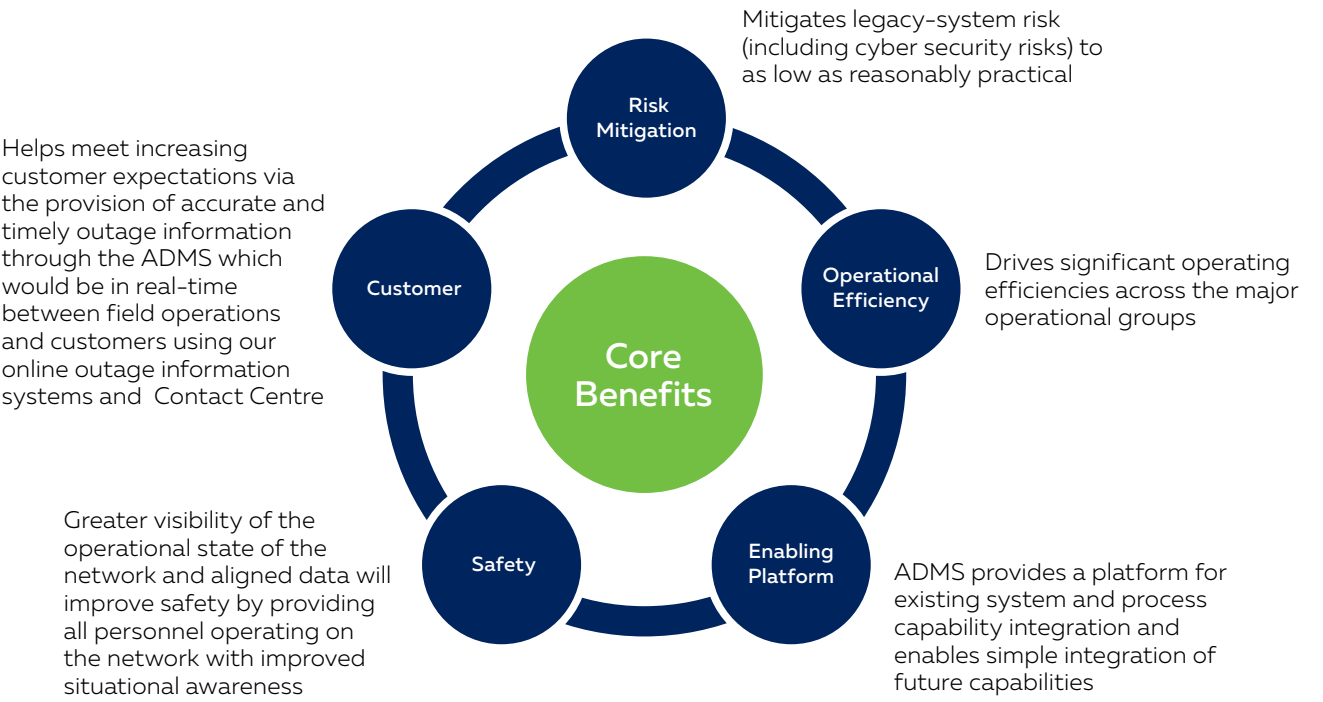 Mitigates legacy-system risk
(including cyber security risks) to
as low as reasonably practical
Risk
Mitigation
Helps meet increasing
customer expectations via
the provision of accurate and
timely outage information
through the ADMS which
would be in real-time
between field operations
and customers using our
online outage information
systems and  Contact Centre
Customer
Operational
Efficiency
Drives significant operating
efficiencies across the major
operational groups
Core
Benefits
Greater visibility of the
operational state of the
network and aligned data will
improve safety by providing
all personnel operating on
the network with improved
situational awareness
Safety
Enabling
Platform
ADMS provides a platform for
existing system and process
capability integration and
enables simple integration of
future capabilities